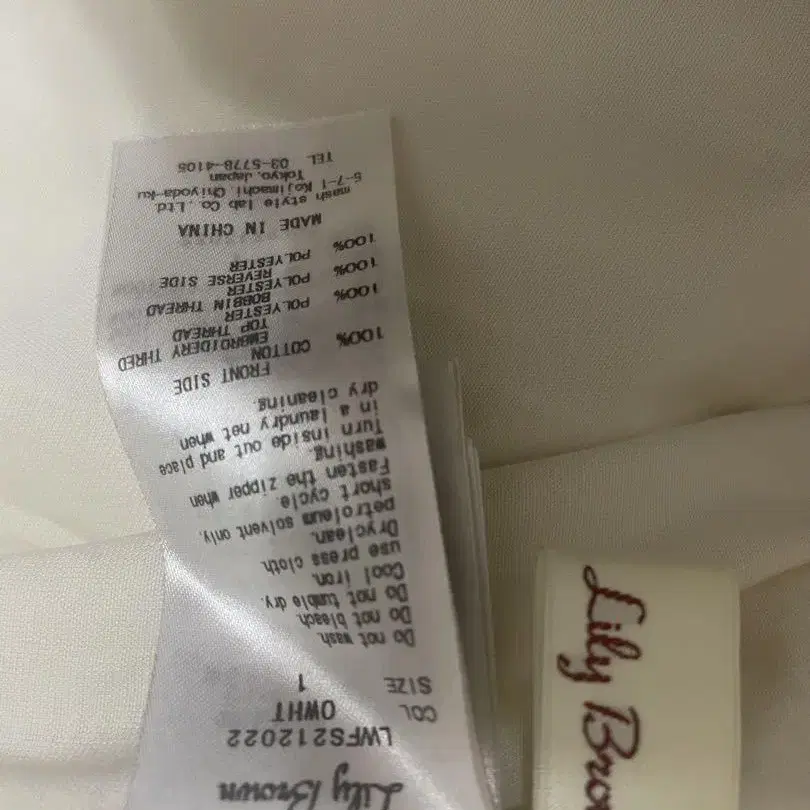 Lily Brown
LWFS212022
COL OWHT
SIZE 1
Do not wash.
Do not bleach.
Do not tumble dry.
Cool iron.
use press cloth.
Dryclean.
petroleum solvent only.
short cycle.
Fasten the zipper when
washing.
Turn inside out and place
in a laundry net when
dry cleaning.
FRONT SIDE
COTTON 100%
EMBROIDERY THRED
TOP THREAD
POLYESTER 100%
BOBBIN THREAD
POLYESTER 100%
REVERSE SIDE
POLYESTER 100%
MADE IN CHINA
mash style lab Co., Ltd.
5-7-1 Kojimachi, Chiyoda-ku
Tokyo, Japan
TEL 03-5778-4105
Lily Bro